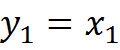 y₁ = x₁